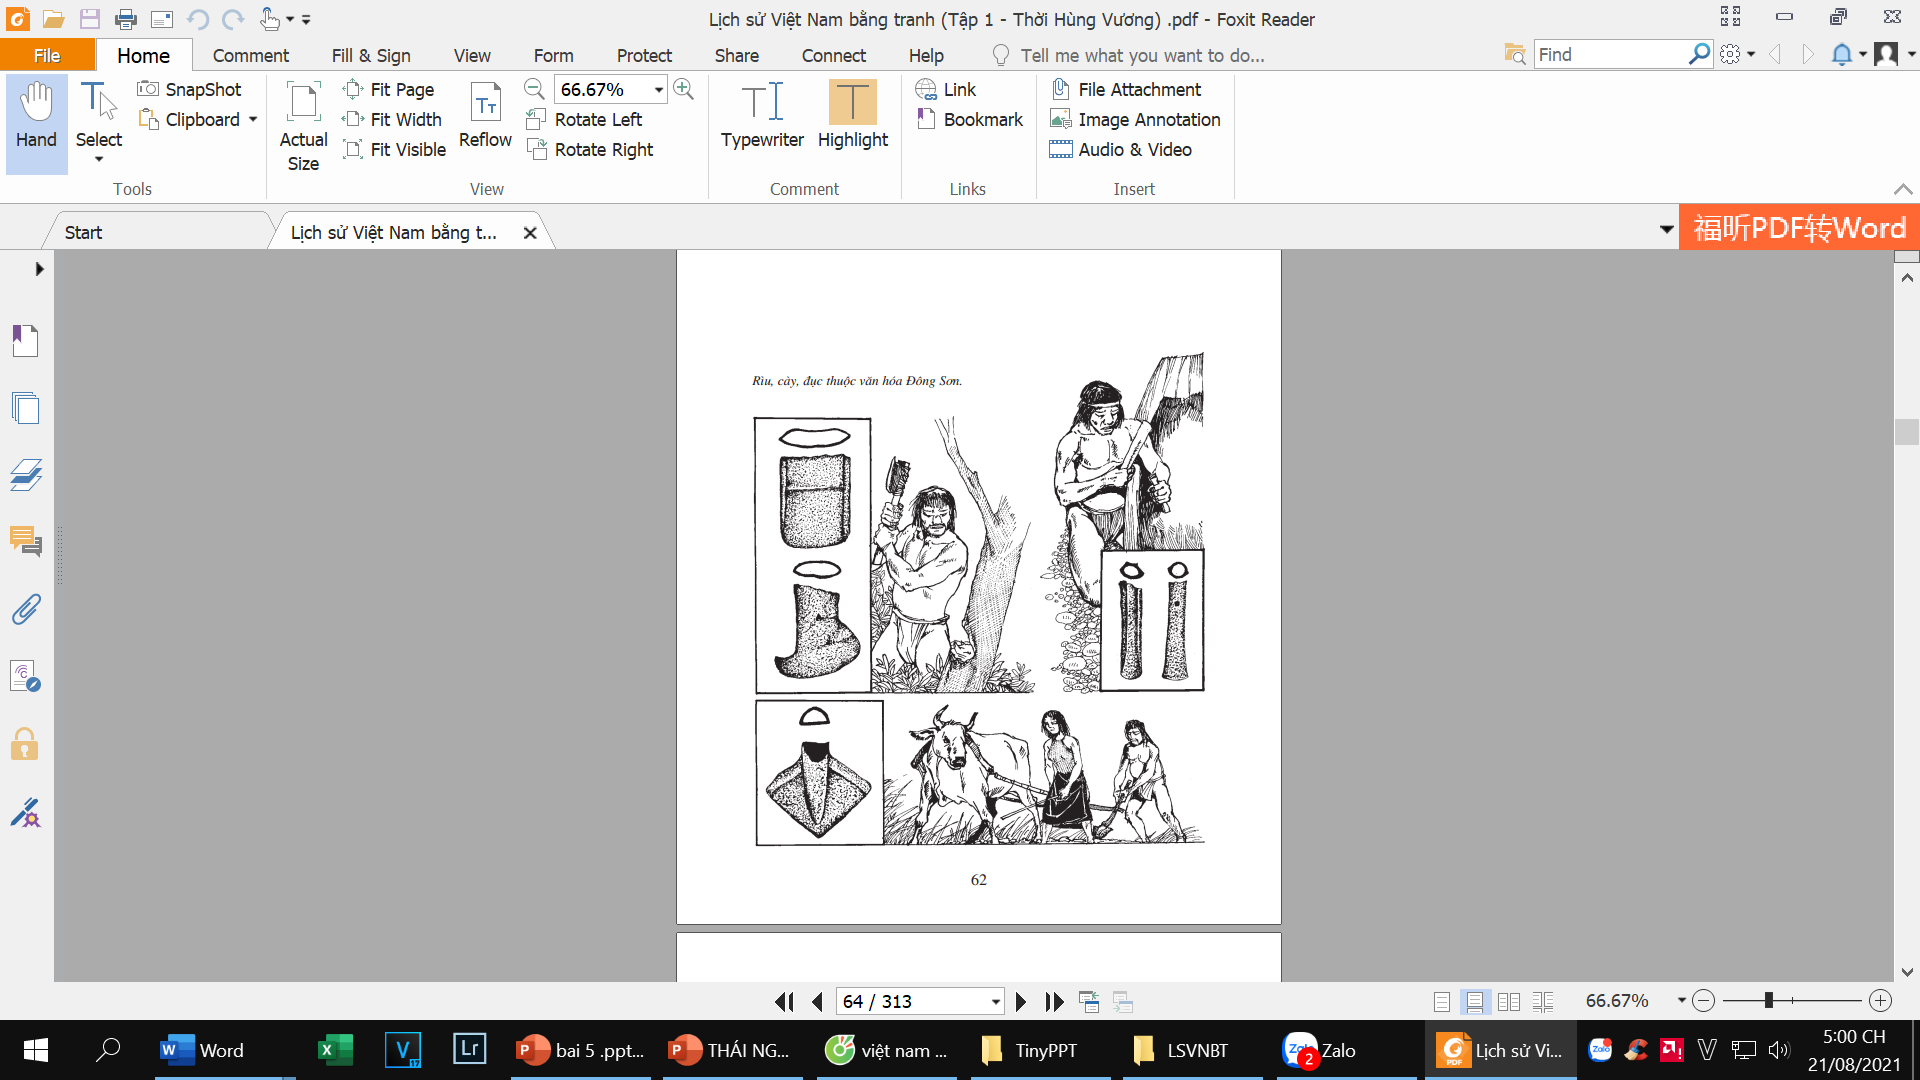 Lịch sử Việt Nam bằng tranh (Tập 1 - Thời Hùng Vương) .pdf - Foxit Reader
File
Home
Comment
Fill & Sign
View
Form
Protect
Share
Connect
Help
Tell me what you want to do...
Find
Hand
Select
SnapShot
Clipboard
Actual
Size
Fit Page
Fit Width
Fit Visible
Reflow
66.67%
Rotate Left
Rotate Right
Typewriter
Highlight
Link
Bookmark
File Attachment
Image Annotation
Audio & Video
Tools
View
Comment
Links
Insert
Start
Lịch sử Việt Nam bằng t...
福昕PDF转Word
Rìu, cày, đục thuộc văn hóa Đông Sơn.
62
64 / 313
66.67%
Word
Lr
bai 5 .ppt...
THÁI NG...
việt nam ...
TinyPPT
LSVNBT
Zalo
2
Lịch sử Vi...
5:00 CH
21/08/2021